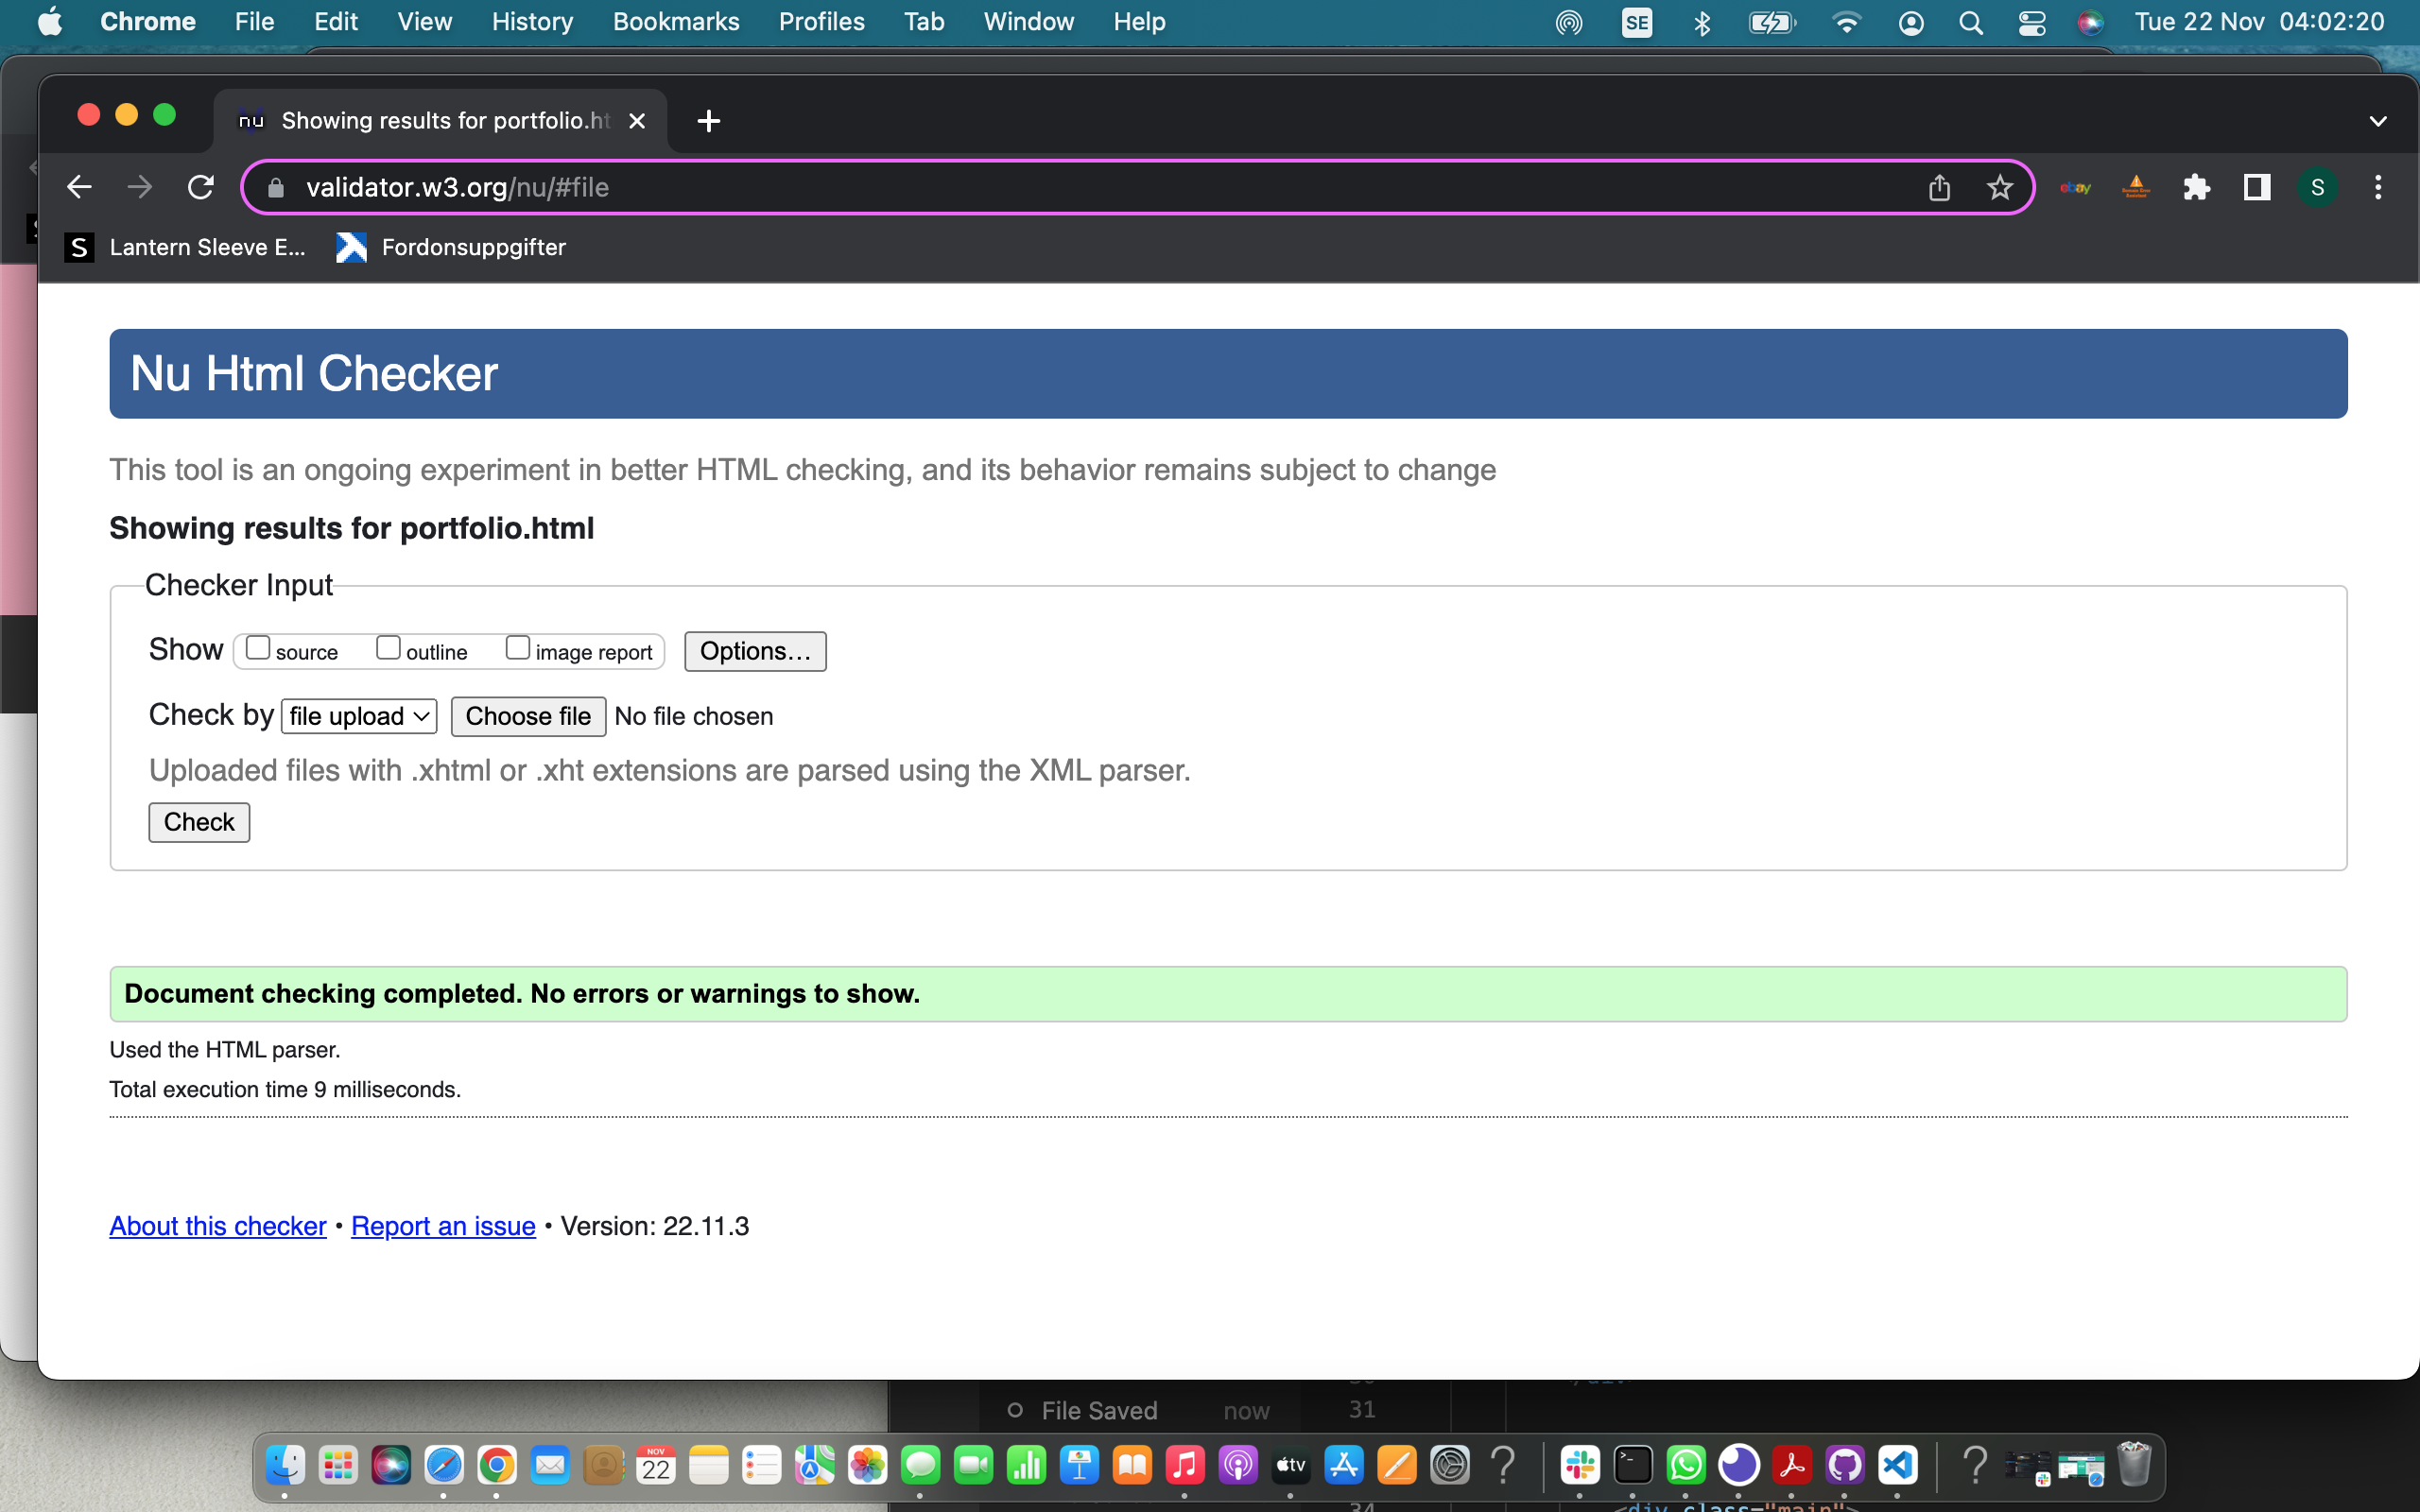 Chrome File Edit View History Bookmarks Profiles Tab Window Help SE Tue 22 Nov 04:02:20
nu Showing results for portfolio.ht
validator.w3.org/nu/#file ebay S
S Lantern Sleeve E... Fordonsuppgifter
Nu Html Checker
This tool is an ongoing experiment in better HTML checking, and its behavior remains subject to change
Showing results for portfolio.html
Checker Input
Show source outline image report Options...
Check by file upload Choose file No file chosen
Uploaded files with .xhtml or .xht extensions are parsed using the XML parser.
Check
Document checking completed. No errors or warnings to show.
Used the HTML parser.
Total execution time 9 milliseconds.
About this checker • Report an issue • Version: 22.11.3
File Saved now 31
NOV
22
tv
34 <div class="main">